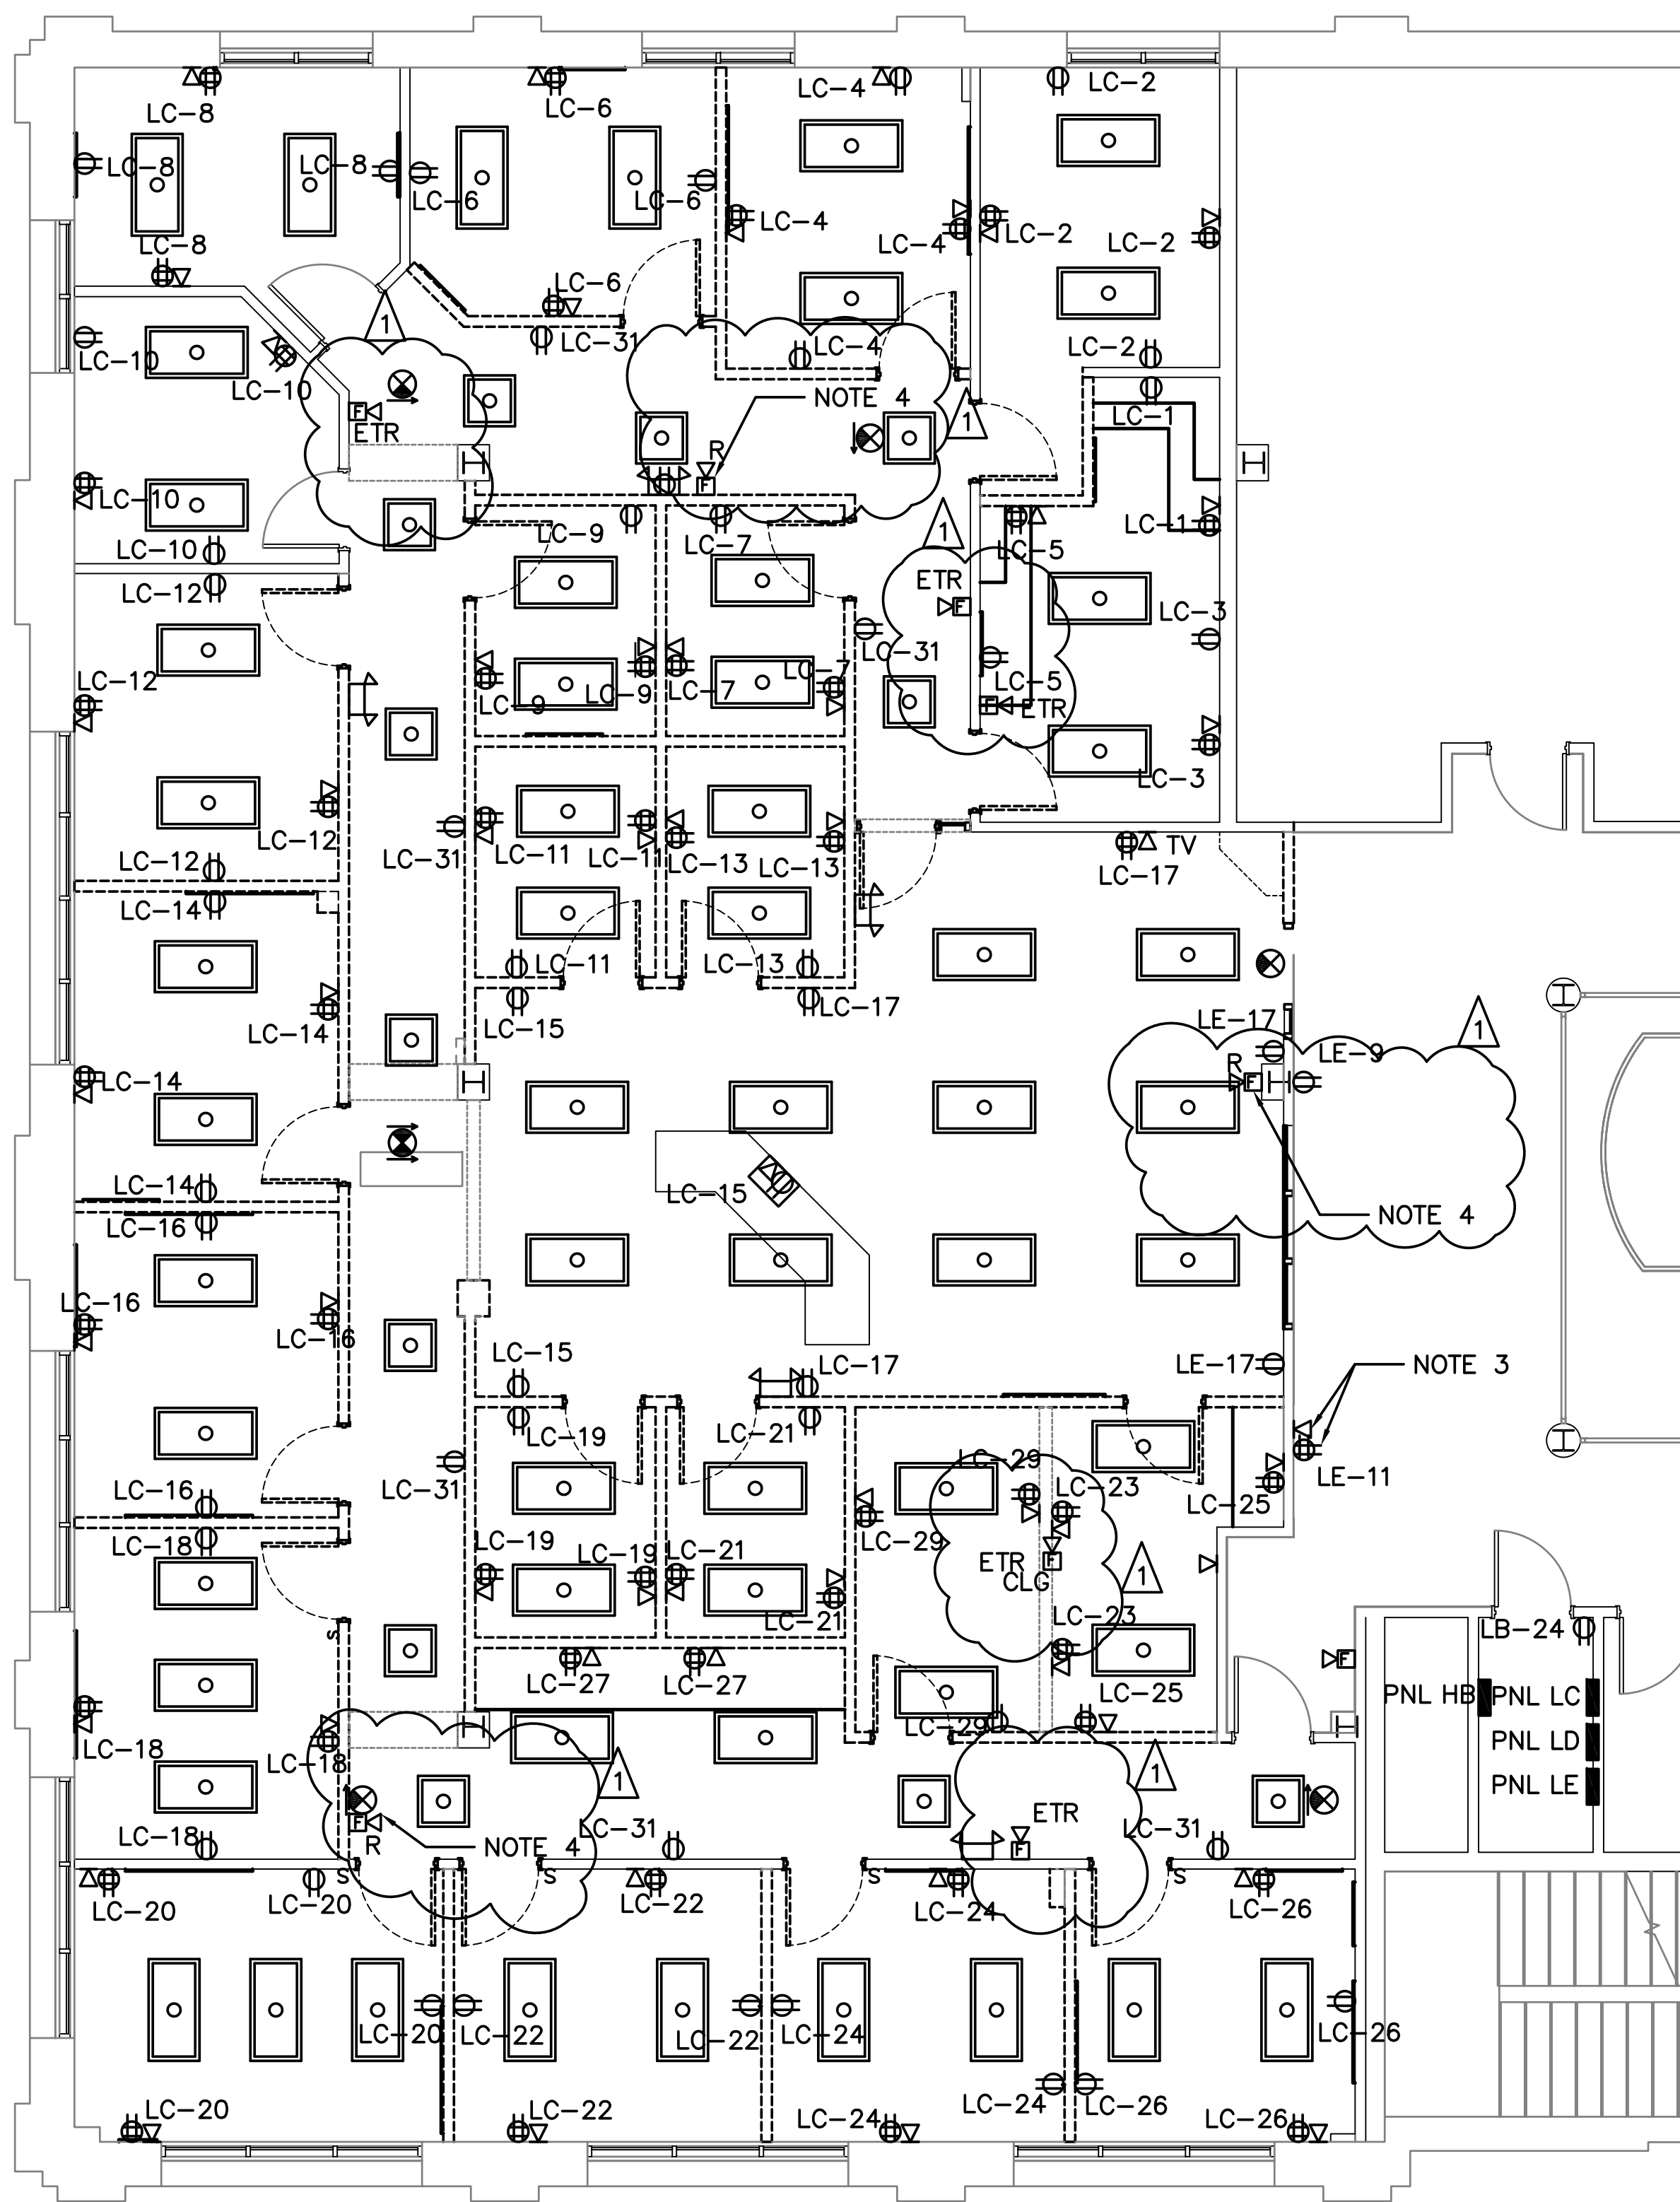 LC-8
LC-6
LC-4
LC-2
LC-8
LC-8
LC-6
LC-6
LC-4
LC-4
LC-2
LC-2
LC-8
LC-6
1
LC-31
LC-4
LC-2
LC-10
LC-10
F
ETR
NOTE 4
1
LC-1
R
F
LC-10
LC-1
LC-10
LC-9
LC-7
1
LC-5
ETR
F
LC-12
LC-3
LC-31
LC-12
LC-9
LC-9
LC-7
LC-7
LC-5
F
ETR
LC-3
LC-12
LC-31
LC-11
LC-11
LC-13
LC-13
TV
LC-17
LC-12
LC-14
LC-11
LC-13
LC-14
LC-15
LC-17
LE-17
1
LE-9
R
F
LC-14
LC-14
LC-15
LC-16
NOTE 4
LC-16
LC-16
LC-15
LC-17
LE-17
NOTE 3
LC-19
LC-21
LC-29
LC-31
LC-23
LC-25
LE-11
LC-16
LC-18
LC-19
LC-19
LC-21
LC-29
ETR
CLG
F
1
LC-21
LC-23
S
LB-24
F
LC-27
LC-27
LC-25
PNL HB
PNL LC
LC-29
LC-18
LC-18
PNL LD
1
1
PNL LE
F
R
NOTE 4
ETR
F
LC-18
LC-31
LC-31
S
S
S
S
LC-20
LC-20
LC-22
LC-24
LC-26
LC-20
LC-22
LC-22
LC-24
LC-26
LC-20
LC-22
LC-24
LC-24
LC-26
LC-26